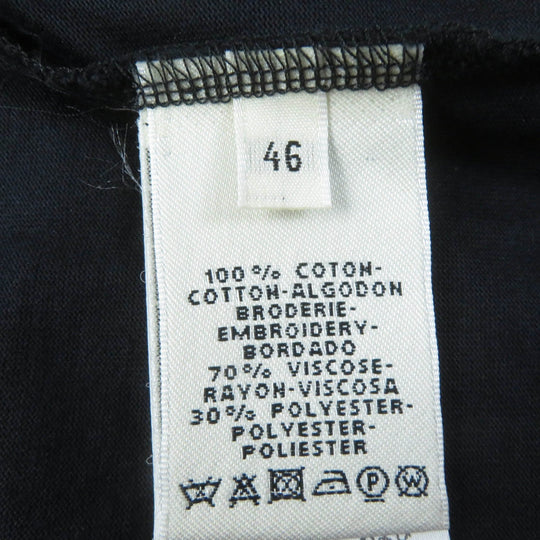 46
100% COTON-
COTTON-ALGODON
BRODERIE-
EMBROIDERY-
BORDADO
70% VISCOSE-
RAYON-VISCOSA
30% POLYESTER-
POLYESTER-
POLIESTER
P W